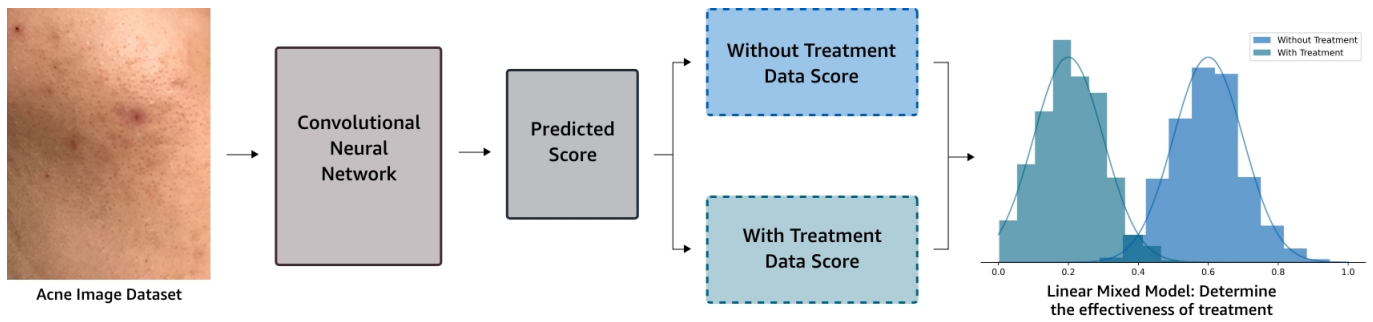 Acne Image Dataset
Convolutional
Neural
Network
Predicted
Score
Without Treatment
Data Score
With Treatment
Data Score
Without Treatment
With Treatment
0.0 0.2 0.4 0.6 0.8 1.0
Linear Mixed Model: Determine
the effectiveness of treatment